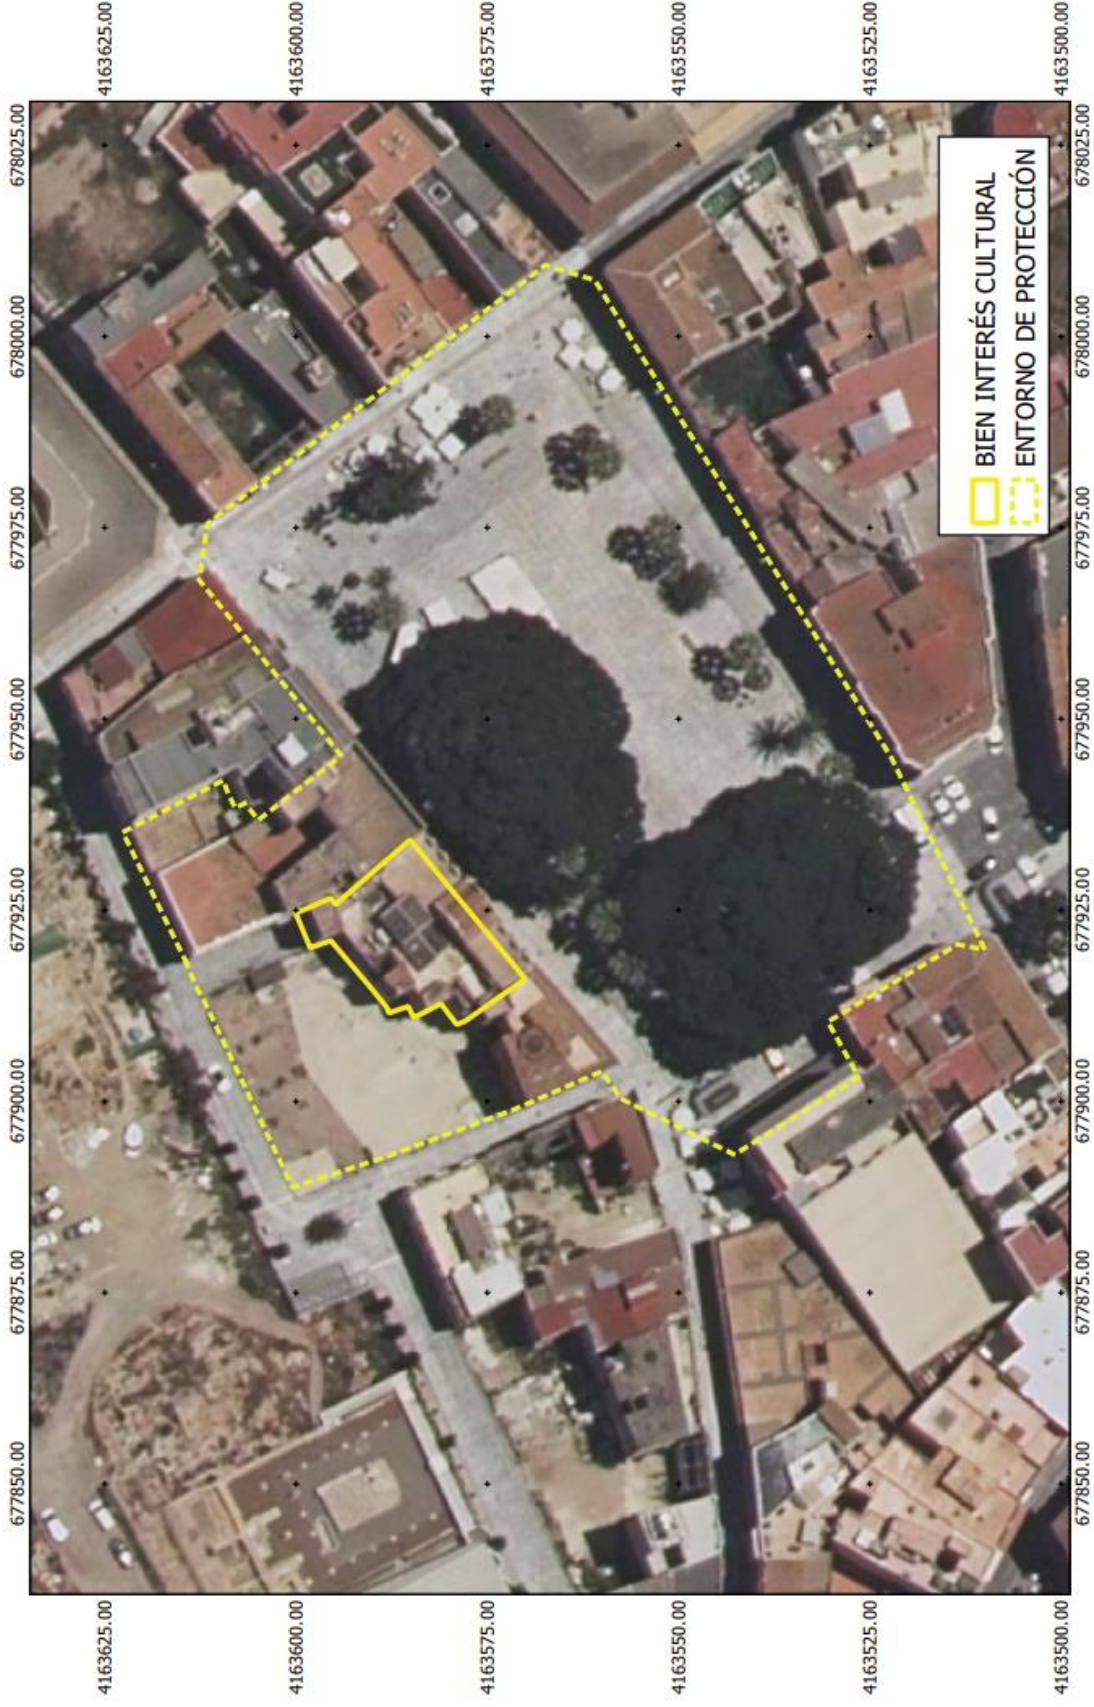 677850.00 677875.00 677900.00 677925.00 677950.00 677975.00 678000.00 678025.00
4163625.00 4163625.00
4163600.00 4163600.00
4163575.00 4163575.00
4163550.00 4163550.00
4163525.00 4163525.00
BIEN INTERÉS CULTURAL
ENTORNO DE PROTECCIÓN
4163500.00 4163500.00
677850.00 677875.00 677900.00 677925.00 677950.00 677975.00 678000.00 678025.00